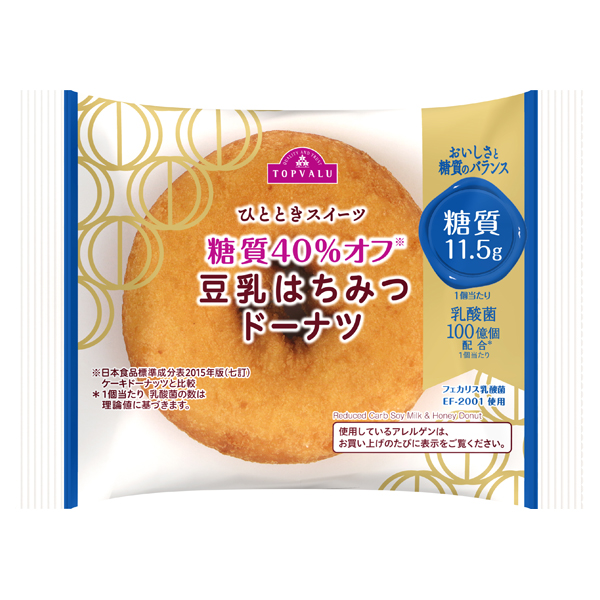 QUALITY AND TRUST
TOPVALU
ひとときスイーツ
糖質40%オフ※
豆乳はちみつ
ドーナツ
おいしさと
糖質のバランス
糖質
11.5g
1個当たり
乳酸菌
100億個
配合*
1個当たり
フェカリス乳酸菌
EF-2001使用
※日本食品標準成分表2015年版(七訂)
ケーキドーナッツと比較
*1個当たり 乳酸菌の数は
理論値に基づきます。
Reduced Carb Soy Milk & Honey Donut
使用しているアレルゲンは、
お買い上げのたびに表示をご覧ください。